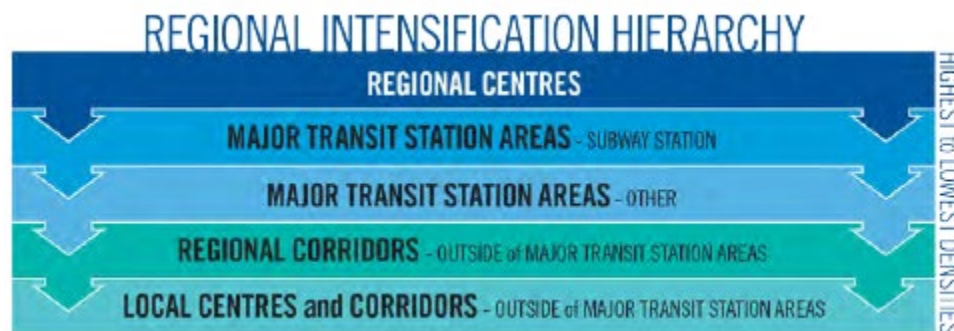 REGIONAL INTENSIFICATION HIERARCHY
REGIONAL CENTRES
MAJOR TRANSIT STATION AREAS - SUBWAY STATION
MAJOR TRANSIT STATION AREAS - OTHER
REGIONAL CORRIDORS - OUTSIDE of MAJOR TRANSIT STATION AREAS
LOCAL CENTRES and CORRIDORS - OUTSIDE of MAJOR TRANSIT STATION AREAS
HIGHEST to LOWEST DENSITIES